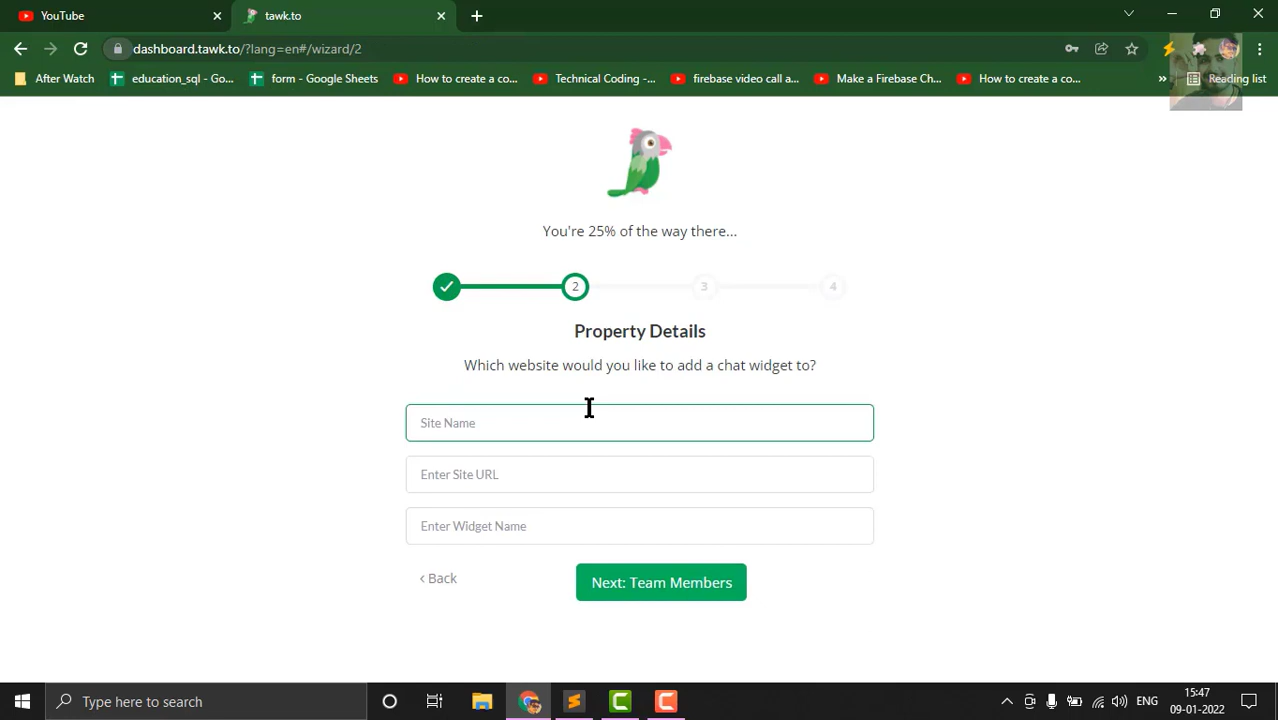 YouTube
tawk.to
dashboard.tawk.to/?lang=en#/wizard/2
After Watch
education_sql - Go...
form - Google Sheets
How to create a co...
Technical Coding -...
firebase video call a...
Make a Firebase Ch...
How to create a co...
»
Reading list
You're 25% of the way there...
2
3
4
Property Details
Which website would you like to add a chat widget to?
Site Name
Enter Site URL
Enter Widget Name
‹ Back
Next: Team Members
Type here to search
ENG
15:47
09-01-2022